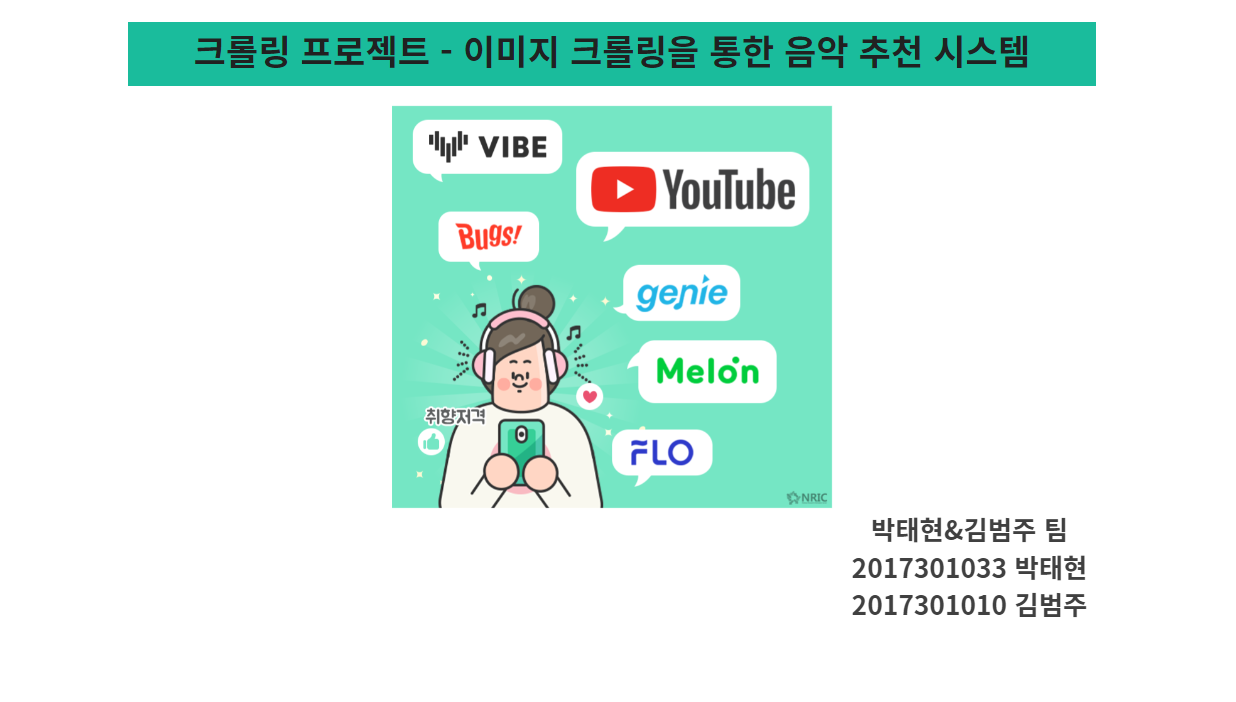 크롤링 프로젝트 - 이미지 크롤링을 통한 음악 추천 시스템
VIBE
YouTube
Bugs!
genie
Melon
취향저격
FLO
NRIC
박태현&김범주 팀
2017301033 박태현
2017301010 김범주